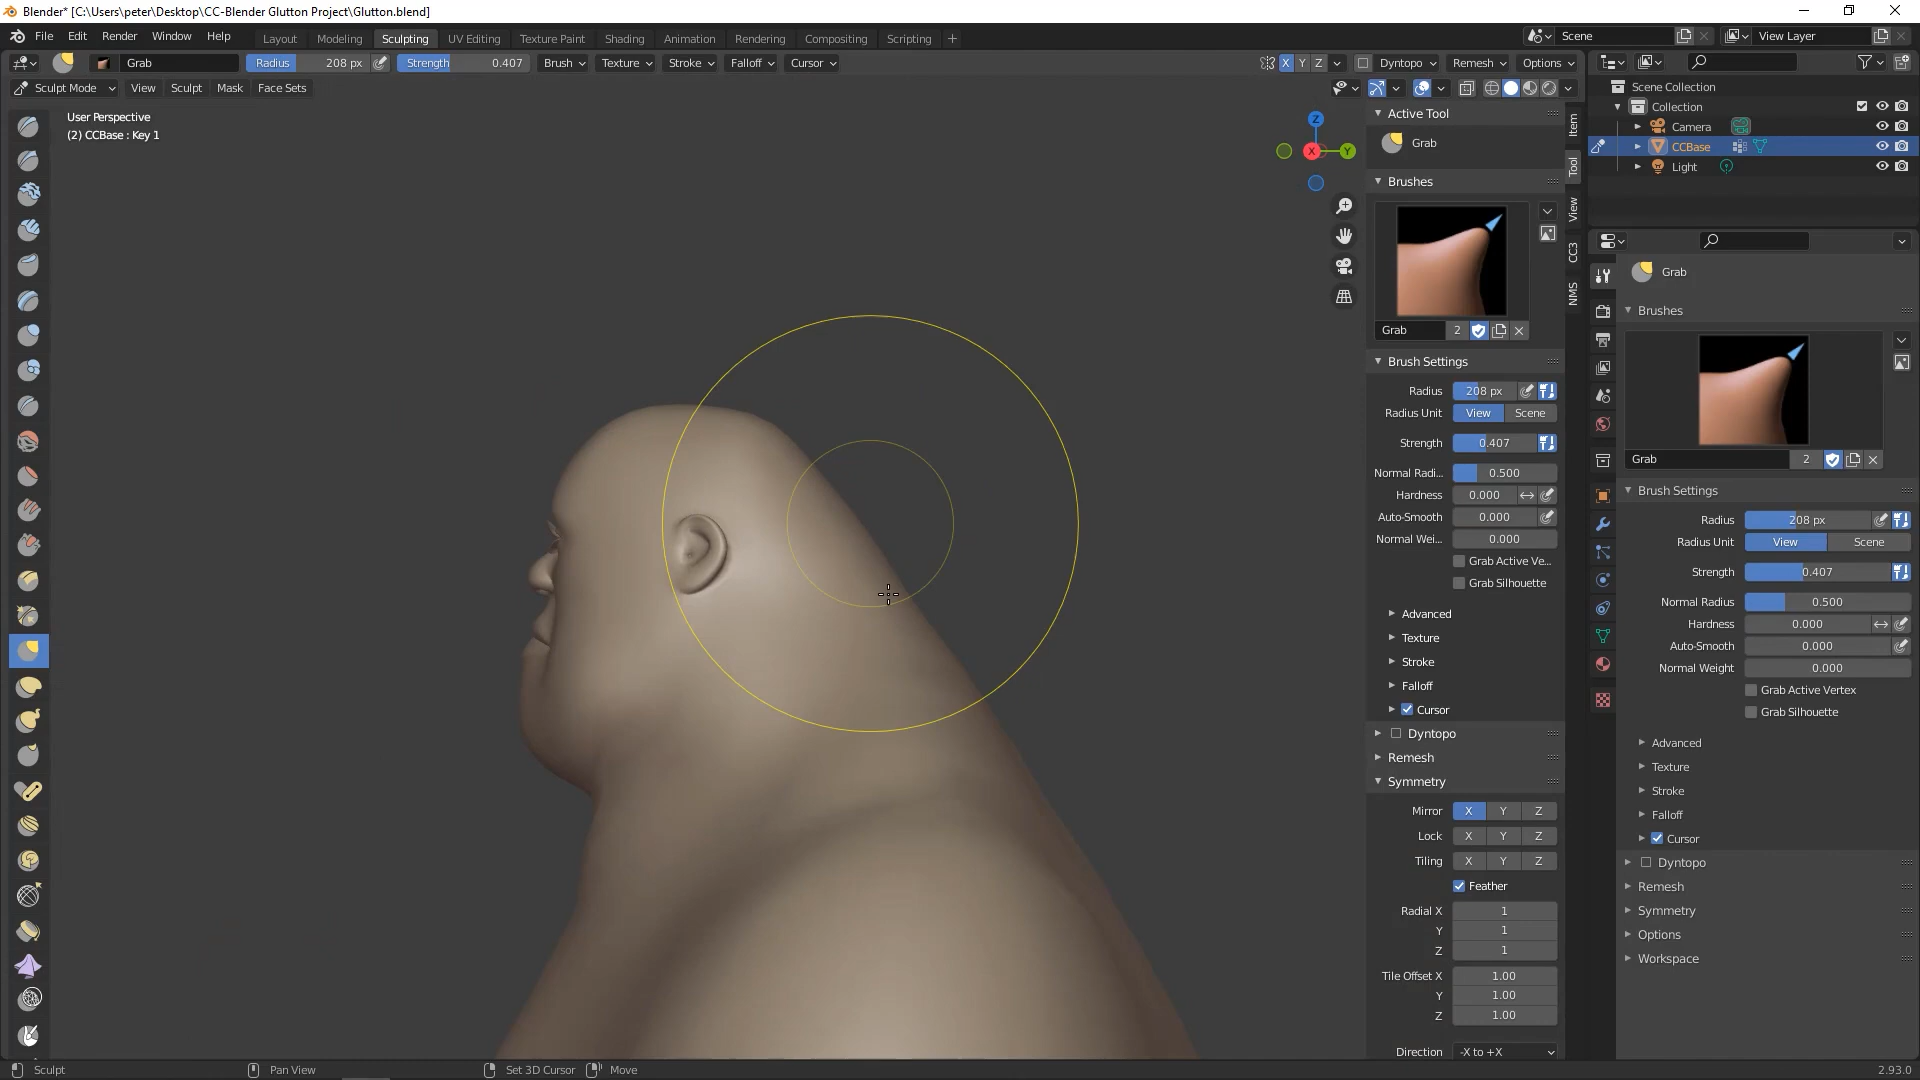 Blender* [C:\Users\peter\Desktop\CC-Blender Glutton Project\Glutton.blend]
File Edit Render Window Help Layout Modeling Sculpting UV Editing Texture Paint Shading Animation Rendering Compositing Scripting + Scene View Layer
Grab Radius 208 px Strength 0.407 Brush Texture Stroke Falloff Cursor X Y Z Dyntopo Remesh Options
Sculpt Mode View Sculpt Mask Face Sets
User Perspective
(2) CCBase : Key 1
Z
X
Y
Active Tool
Grab
Brushes
Grab 2
Brush Settings
Radius 208 px
Radius Unit View Scene
Strength 0.407
Normal Radi... 0.500
Hardness 0.000
Auto-Smooth 0.000
Normal Wei... 0.000
Grab Active Ve...
Grab Silhouette
Advanced
Texture
Stroke
Falloff
Cursor
Dyntopo
Remesh
Symmetry
Mirror X Y Z
Lock X Y Z
Tiling X Y Z
Feather
Radial X 1
Y 1
Z 1
Tile Offset X 1.00
Y 1.00
Z 1.00
Direction -X to +X
Item
Tool
View
CC3
NMS
Scene Collection
Collection
Camera
CCBase
Light
Grab
Brushes
Grab 2
Brush Settings
Radius 208 px
Radius Unit View Scene
Strength 0.407
Normal Radius 0.500
Hardness 0.000
Auto-Smooth 0.000
Normal Weight 0.000
Grab Active Vertex
Grab Silhouette
Advanced
Texture
Stroke
Falloff
Cursor
Dyntopo
Remesh
Symmetry
Options
Workspace
Sculpt Pan View Set 3D Cursor Move 2.93.0